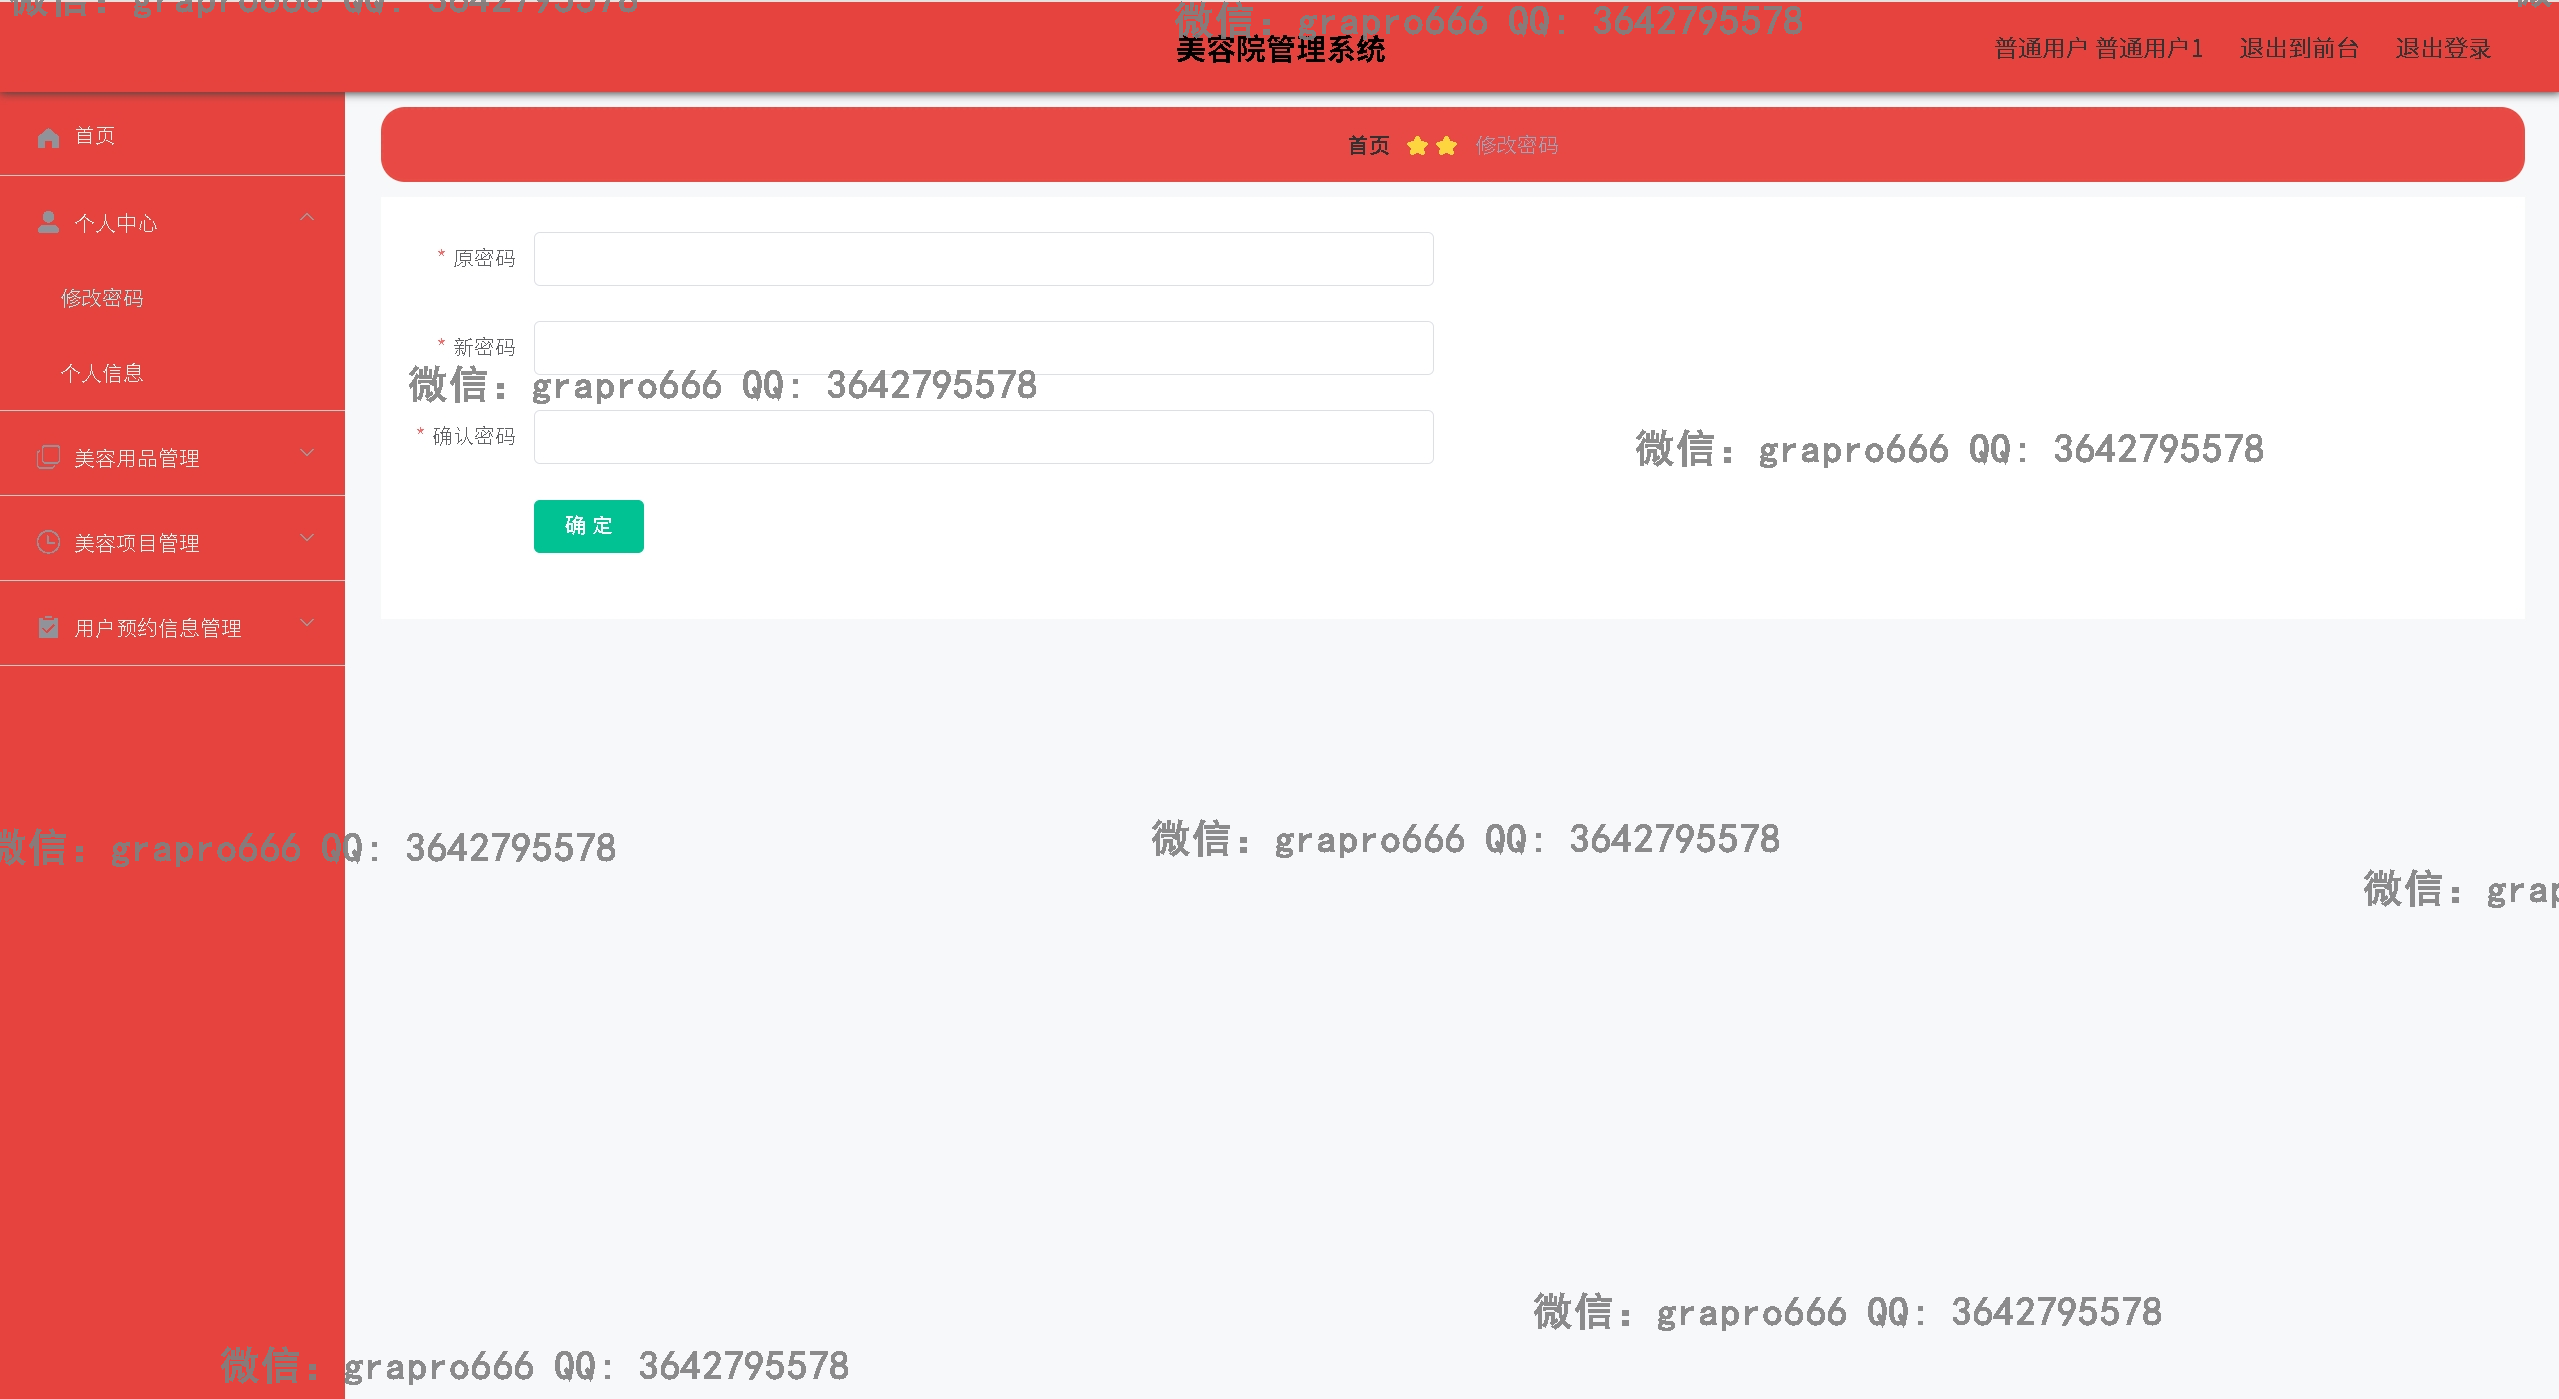 微信: grapro666 QQ: 3642795578
微信: grapro666 QQ: 3642795578
美容院管理系统
普通用户 普通用户1 退出到前台 退出登录
首页
首页 修改密码
个人中心
原密码
修改密码
新密码
个人信息
微信: grapro666 QQ: 3642795578
确认密码
微信: grapro666 QQ: 3642795578
美容用品管理
确 定
美容项目管理
用户预约信息管理
微信: grapro666 QQ: 3642795578
微信: grapro666 QQ: 3642795578
微信: grap
微信: grapro666 QQ: 3642795578
微信: grapro666 QQ: 3642795578